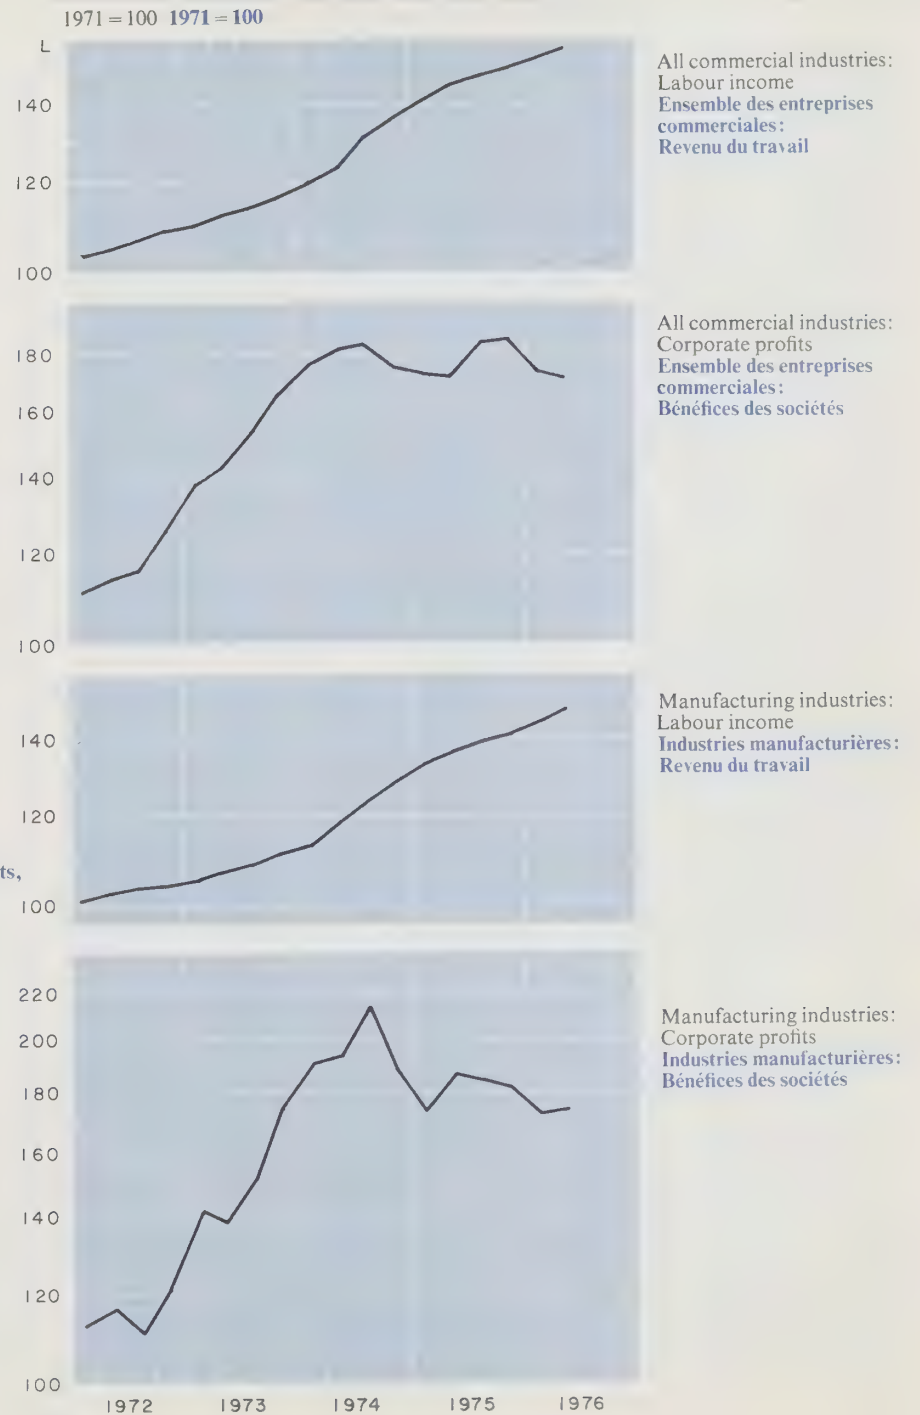 1971 = 100 1971 = 100
L
140
120
100
All commercial industries:
Labour income
Ensemble des entreprises
commerciales:
Revenu du travail
180
160
140
120
100
All commercial industries:
Corporate profits
Ensemble des entreprises
commerciales:
Bénéfices des sociétés
140
120
100
Manufacturing industries:
Labour income
Industries manufacturières:
Revenu du travail
ts,
220
200
180
160
140
120
100
Manufacturing industries:
Corporate profits
Industries manufacturières:
Bénéfices des sociétés
1972 1973 1974 1975 1976